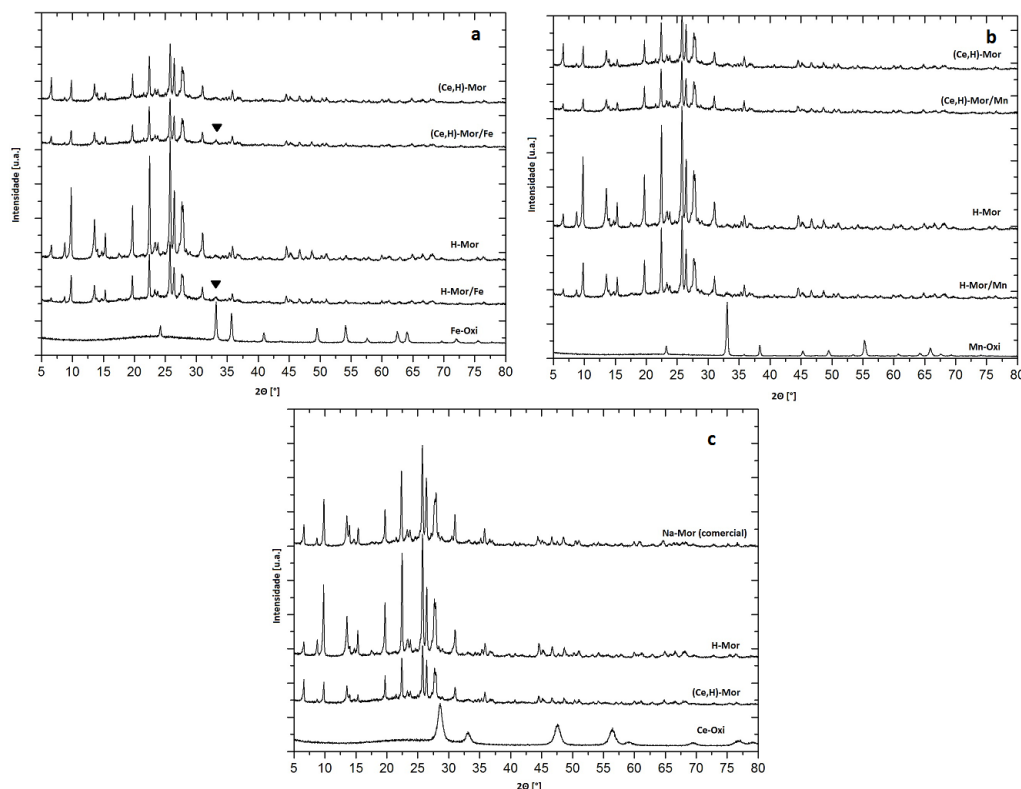 a
(Ce,H)-Mor
(Ce,H)-Mor/Fe
H-Mor
H-Mor/Fe
Fe-Oxi
Intensidade [u.a.]
5 10 15 20 25 30 35 40 45 50 55 60 65 70 75 80
2Θ [°]
b
(Ce,H)-Mor
(Ce,H)-Mor/Mn
H-Mor
H-Mor/Mn
Mn-Oxi
Intensidade [u.a.]
5 10 15 20 25 30 35 40 45 50 55 60 65 70 75 80
2Θ [°]
c
Na-Mor (comercial)
H-Mor
(Ce,H)-Mor
Ce-Oxi
Intensidade [u.a.]
5 10 15 20 25 30 35 40 45 50 55 60 65 70 75 80
2Θ [°]